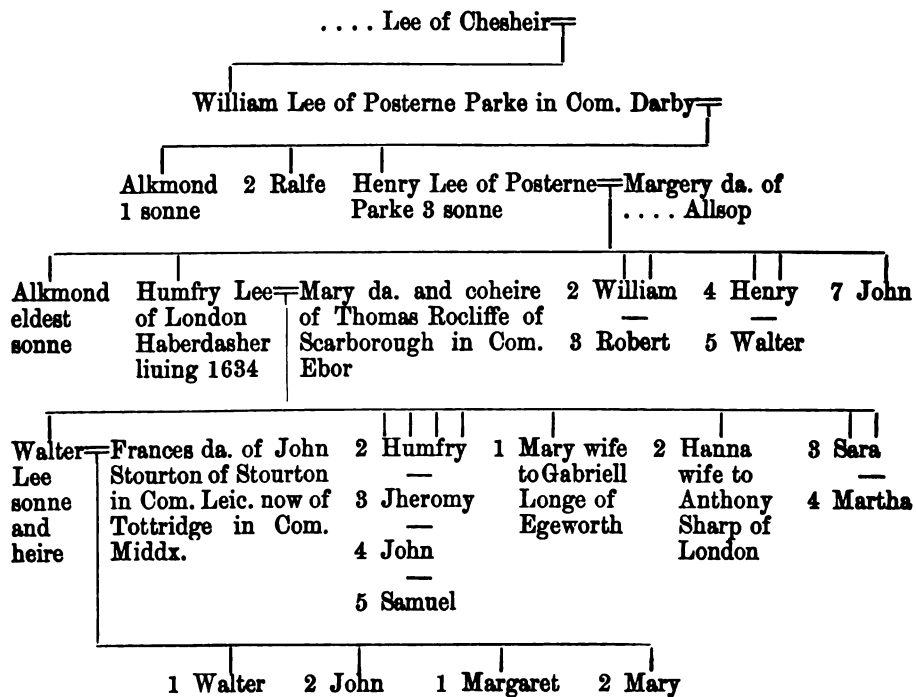 .... Lee of Chesheir
William Lee of Posterne Parke in Com. Darby
Alkmond
1 sonne
2 Ralfe
Henry Lee of Posterne
Parke 3 sonne
Margery da. of
.... Allsop
Alkmond
eldest
sonne
Humfry Lee
of London
Haberdasher
liuing 1634
Mary da. and coheire
of Thomas Rocliffe of
Scarborough in Com.
Ebor
2 William
3 Robert
4 Henry
5 Walter
7 John
Walter
Lee
sonne
and
heire
Frances da. of John
Stourton of Stourton
in Com. Leic. now of
Tottridge in Com.
Middx.
2 Humfry
3 Jheromy
4 John
5 Samuel
1 Mary wife
to Gabriell
Longe of
Egeworth
2 Hanna
wife to
Anthony
Sharp of
London
3 Sara
4 Martha
1 Walter
2 John
1 Margaret
2 Mary